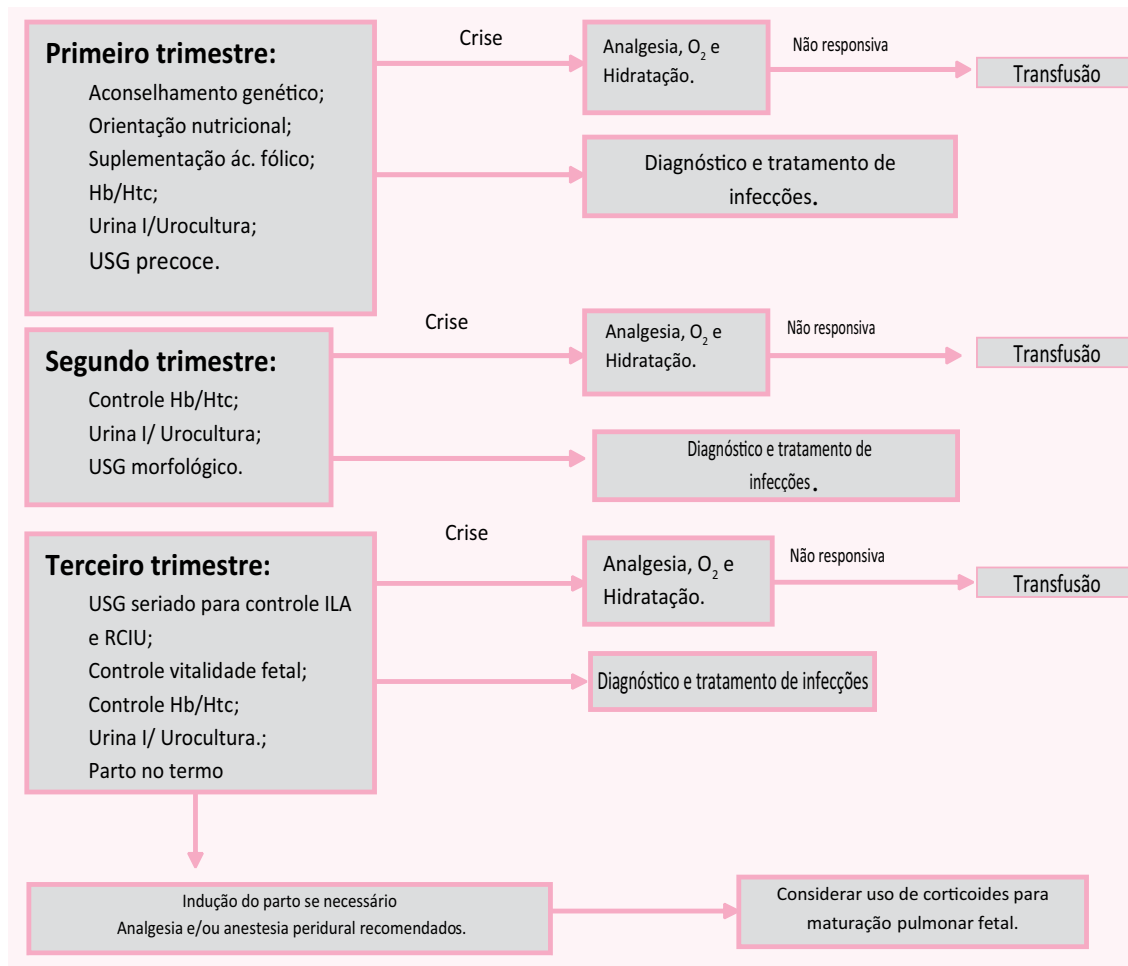 Primeiro trimestre:
Aconselhamento genético;
Orientação nutricional;
Suplementação ác. fólico;
Hb/Htc;
Urina I/Urocultura;
USG precoce.
Crise
Analgesia, O2 e
Hidratação.
Não responsiva
Transfusão
Diagnóstico e tratamento de
infecções.
Segundo trimestre:
Controle Hb/Htc;
Urina I/ Urocultura;
USG morfológico.
Crise
Analgesia, O2 e
Hidratação.
Não responsiva
Transfusão
Diagnóstico e tratamento de
infecções.
Terceiro trimestre:
USG seriado para controle ILA
e RCIU;
Controle vitalidade fetal;
Controle Hb/Htc;
Urina I/ Urocultura.;
Parto no termo
Crise
Analgesia, O2 e
Hidratação.
Não responsiva
Transfusão
Diagnóstico e tratamento de infecções
Indução do parto se necessário
Analgesia e/ou anestesia peridural recomendados.
Considerar uso de corticoides para
maturação pulmonar fetal.